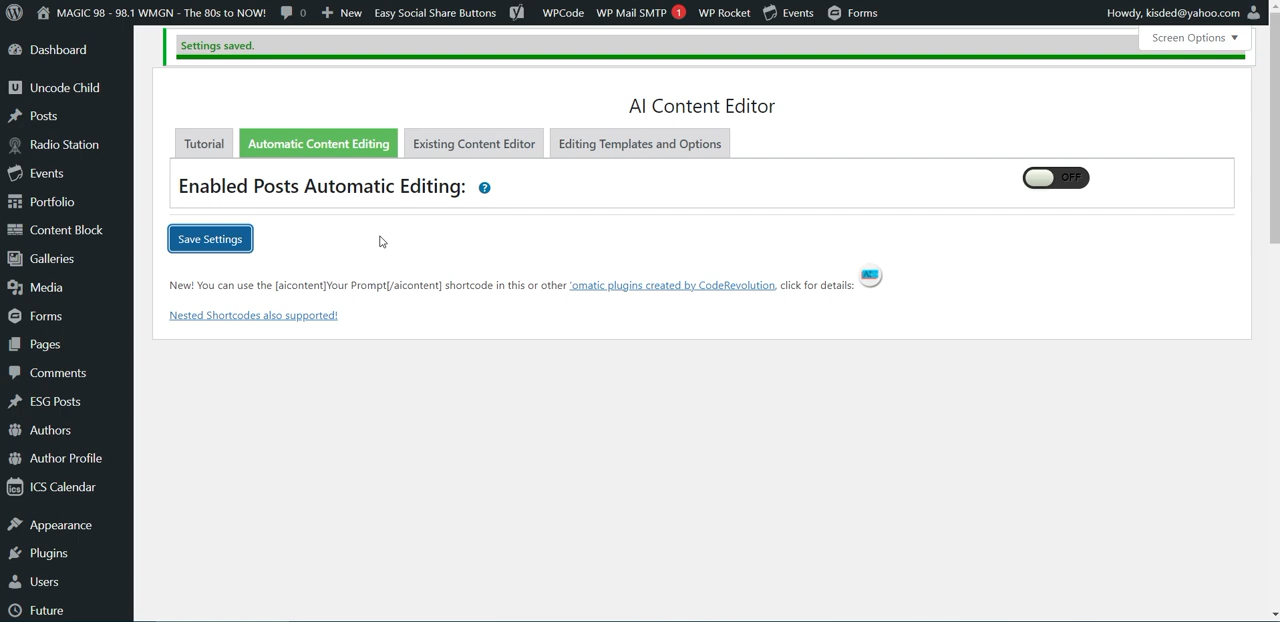 MAGIC 98 - 98.1 WMGN - The 80s to NOW! 0 New Easy Social Share Buttons WPCode WP Mail SMTP 1 WP Rocket Events Forms Howdy, kisded@yahoo.com
Screen Options
Settings saved.
Dashboard
Uncode Child
Posts
Radio Station
Events
Portfolio
Content Block
Galleries
Media
Forms
Pages
Comments
ESG Posts
Authors
Author Profile
ICS Calendar
Appearance
Plugins
Users
Future
AI Content Editor
Tutorial Automatic Content Editing Existing Content Editor Editing Templates and Options
Enabled Posts Automatic Editing: ? OFF
Save Settings
New! You can use the [aicontent]Your Prompt[/aicontent] shortcode in this or other 'omatic plugins created by CodeRevolution, click for details:
Nested Shortcodes also supported!